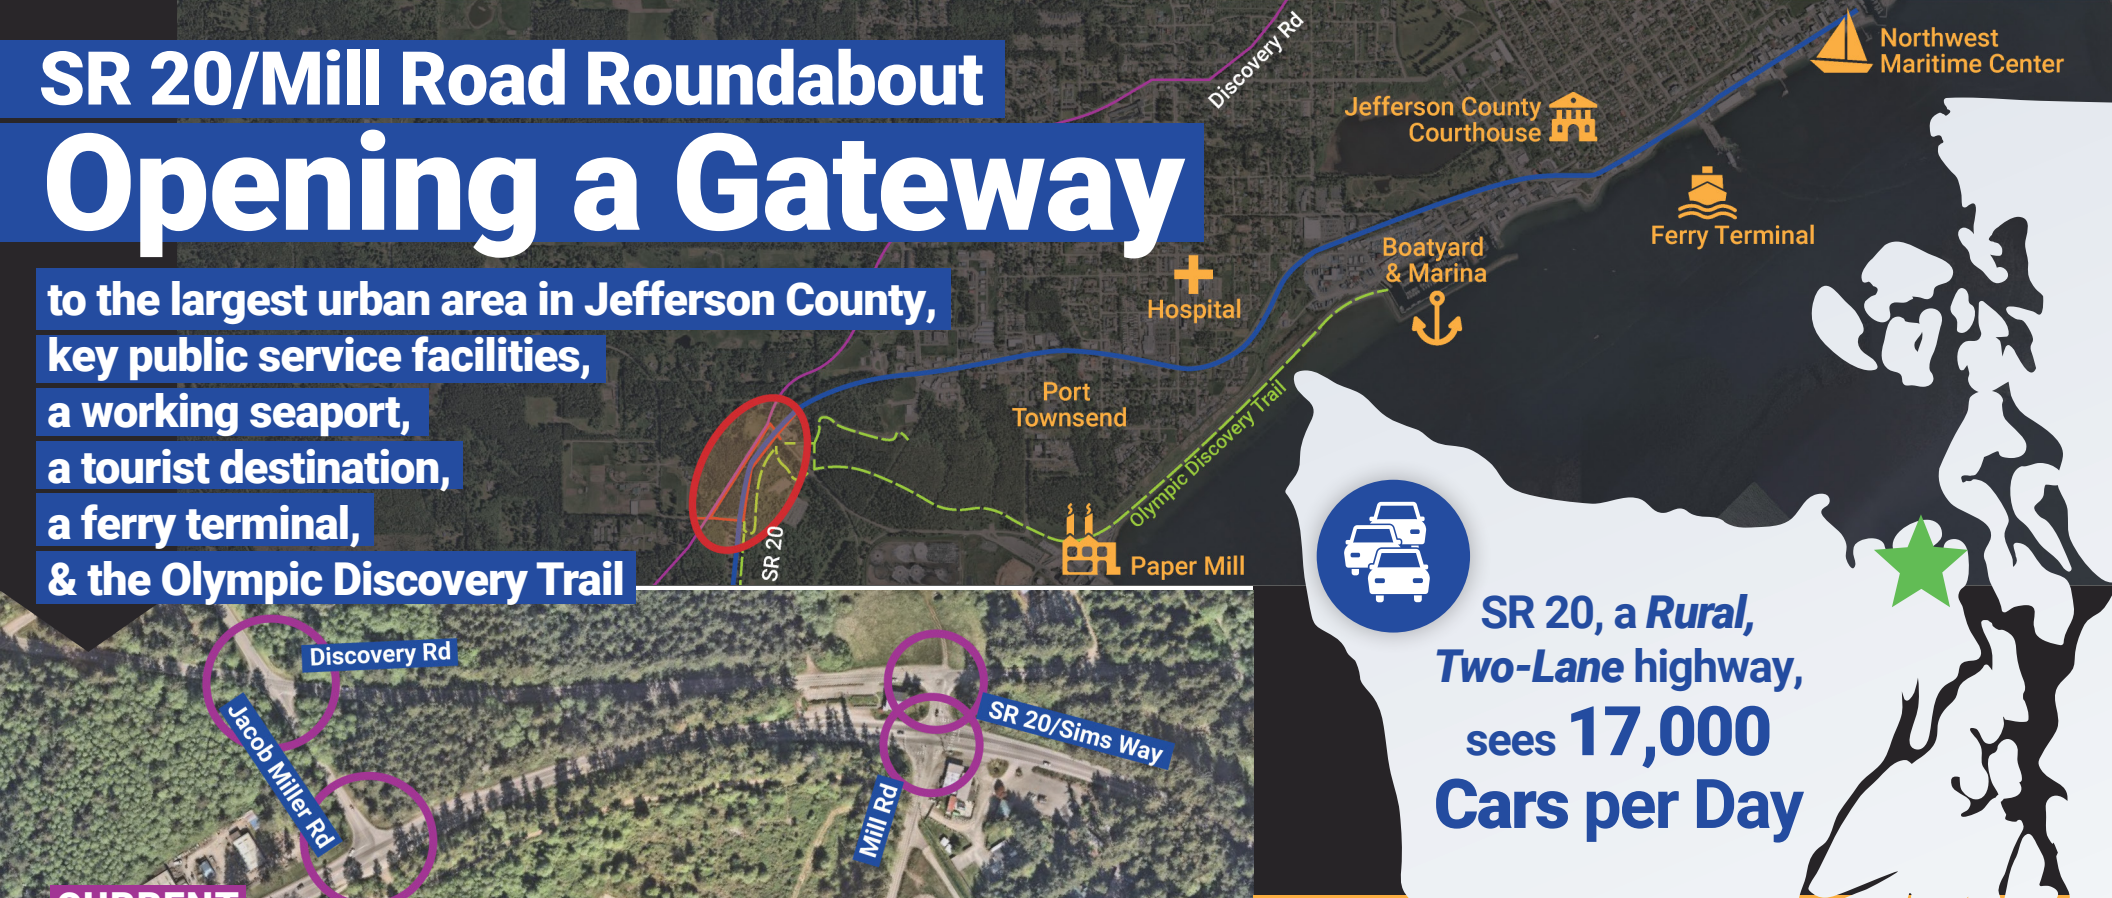 SR 20/Mill Road Roundabout
Opening a Gateway
to the largest urban area in Jefferson County,
key public service facilities,
a working seaport,
a tourist destination,
a ferry terminal,
& the Olympic Discovery Trail
Discovery Rd
Northwest
Maritime Center
Jefferson County
Courthouse
Ferry Terminal
Boatyard
& Marina
Hospital
Port
Townsend
Olympic Discovery Trail
Paper Mill
SR 20
Discovery Rd
Jacob Miller Rd
SR 20/Sims Way
Mill Rd
CURRENT
SR 20, a Rural,
Two-Lane highway,
sees 17,000
Cars per Day